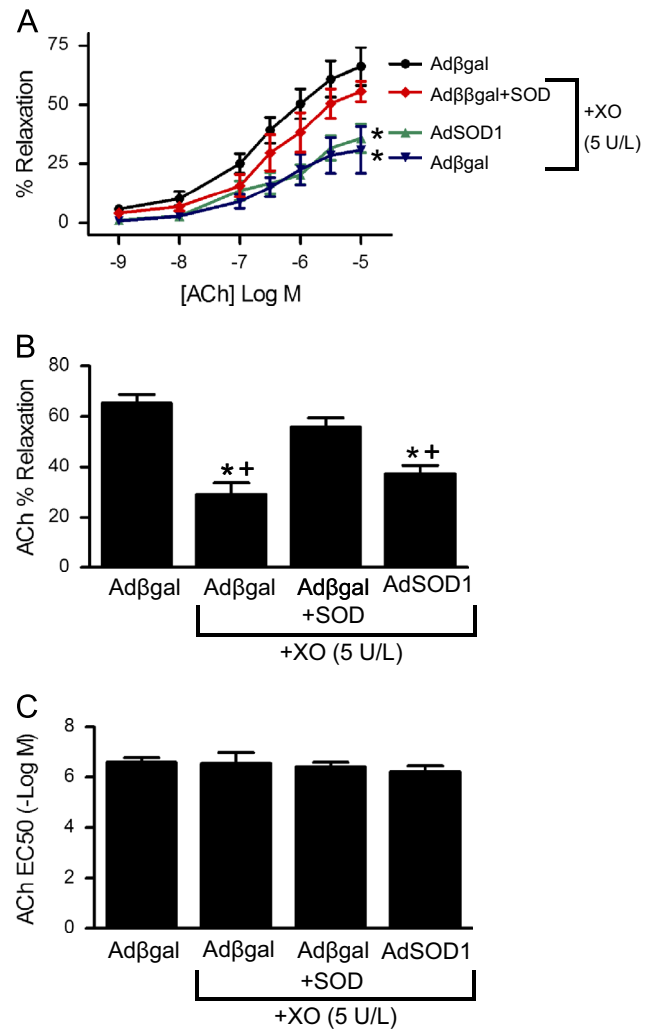 A
% Relaxation
75
50
25
0
-9 -8 -7 -6 -5
[ACh] Log M
Adβgal
Adββgal+SOD
AdSOD1
Adβgal
+XO
(5 U/L)
*
*
B
ACh % Relaxation
80
60
40
20
0
*+
*+
Adβgal Adβgal Adβgal AdSOD1
+SOD
+XO (5 U/L)
C
ACh EC50 (-Log M)
8
6
4
2
0
Adβgal Adβgal Adβgal AdSOD1
+SOD
+XO (5 U/L)